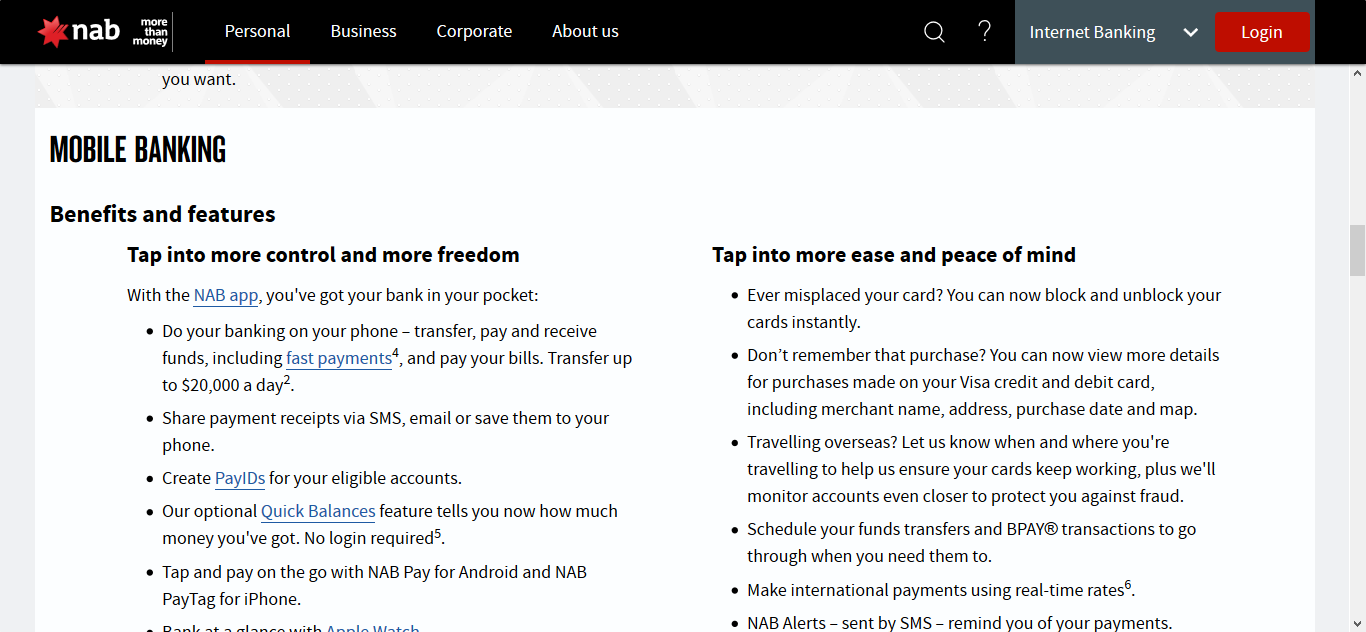 nab
more
than
money
Personal
Business
Corporate
About us
?
Internet Banking
Login
you want.
MOBILE BANKING
Benefits and features
Tap into more control and more freedom
With the NAB app, you've got your bank in your pocket:
• Do your banking on your phone – transfer, pay and receive
funds, including fast payments⁴, and pay your bills. Transfer up
to $20,000 a day².
• Share payment receipts via SMS, email or save them to your
phone.
• Create PayIDs for your eligible accounts.
• Our optional Quick Balances feature tells you now how much
money you've got. No login required⁵.
• Tap and pay on the go with NAB Pay for Android and NAB
PayTag for iPhone.
• Bank at a glance with Apple Watch
Tap into more ease and peace of mind
• Ever misplaced your card? You can now block and unblock your
cards instantly.
• Don’t remember that purchase? You can now view more details
for purchases made on your Visa credit and debit card,
including merchant name, address, purchase date and map.
• Travelling overseas? Let us know when and where you're
travelling to help us ensure your cards keep working, plus we'll
monitor accounts even closer to protect you against fraud.
• Schedule your funds transfers and BPAY® transactions to go
through when you need them to.
• Make international payments using real-time rates⁶.
• NAB Alerts – sent by SMS – remind you of your payments.